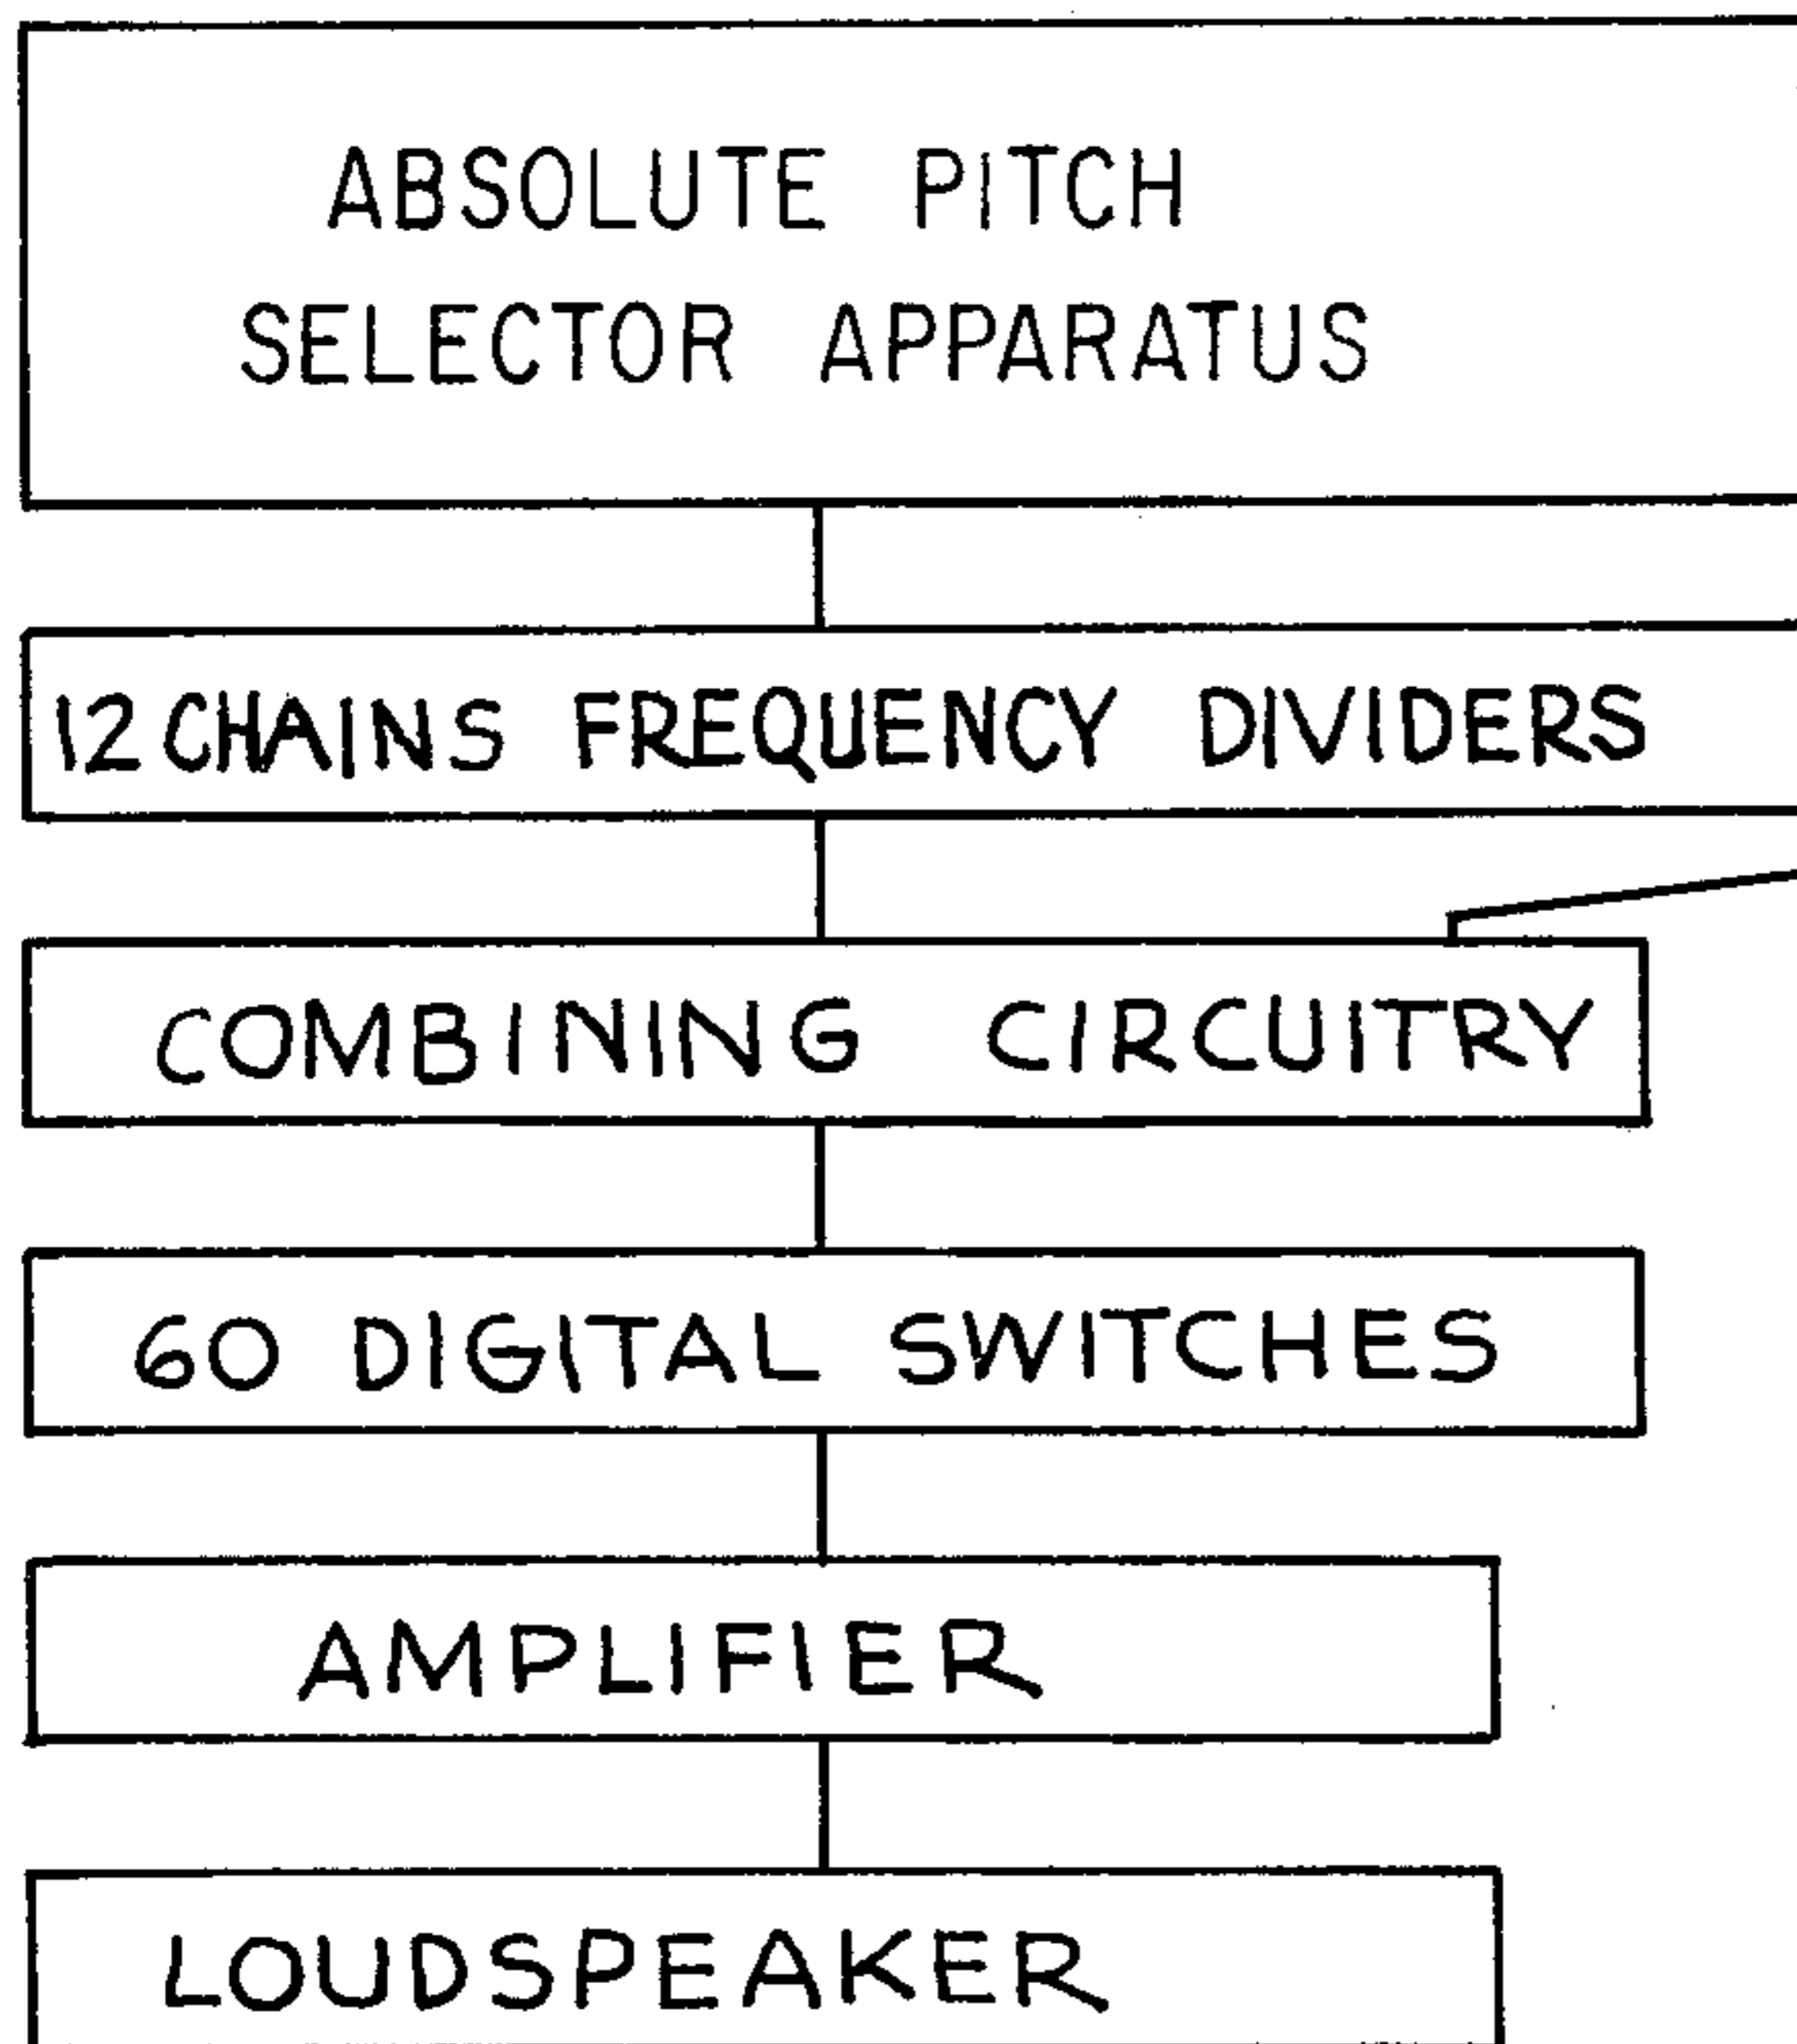 ABSOLUTE PITCH
SELECTOR APPARATUS
12 CHAINS FREQUENCY DIVIDERS
COMBINING CIRCUITRY
60 DIGITAL SWITCHES
AMPLIFIER
LOUDSPEAKER